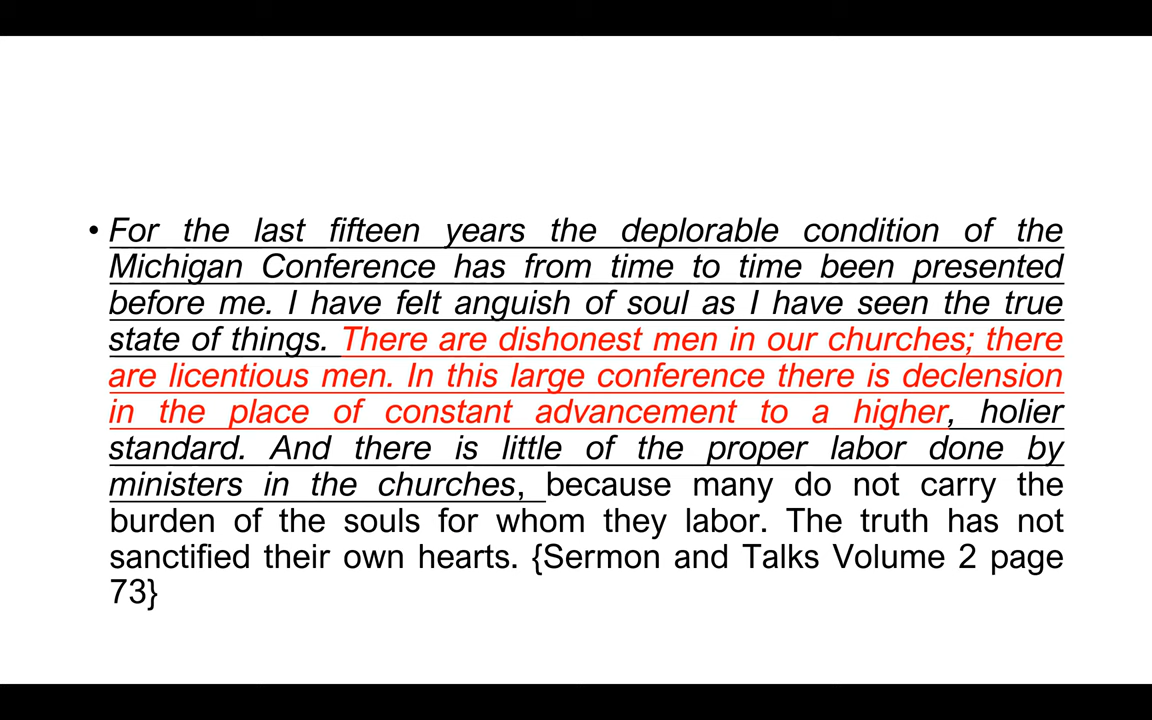 • For the last fifteen years the deplorable condition of the
Michigan Conference has from time to time been presented
before me. I have felt anguish of soul as I have seen the true
state of things. There are dishonest men in our churches; there
are licentious men. In this large conference there is declension
in the place of constant advancement to a higher, holier
standard. And there is little of the proper labor done by
ministers in the churches, because many do not carry the
burden of the souls for whom they labor. The truth has not
sanctified their own hearts. {Sermon and Talks Volume 2 page
73}